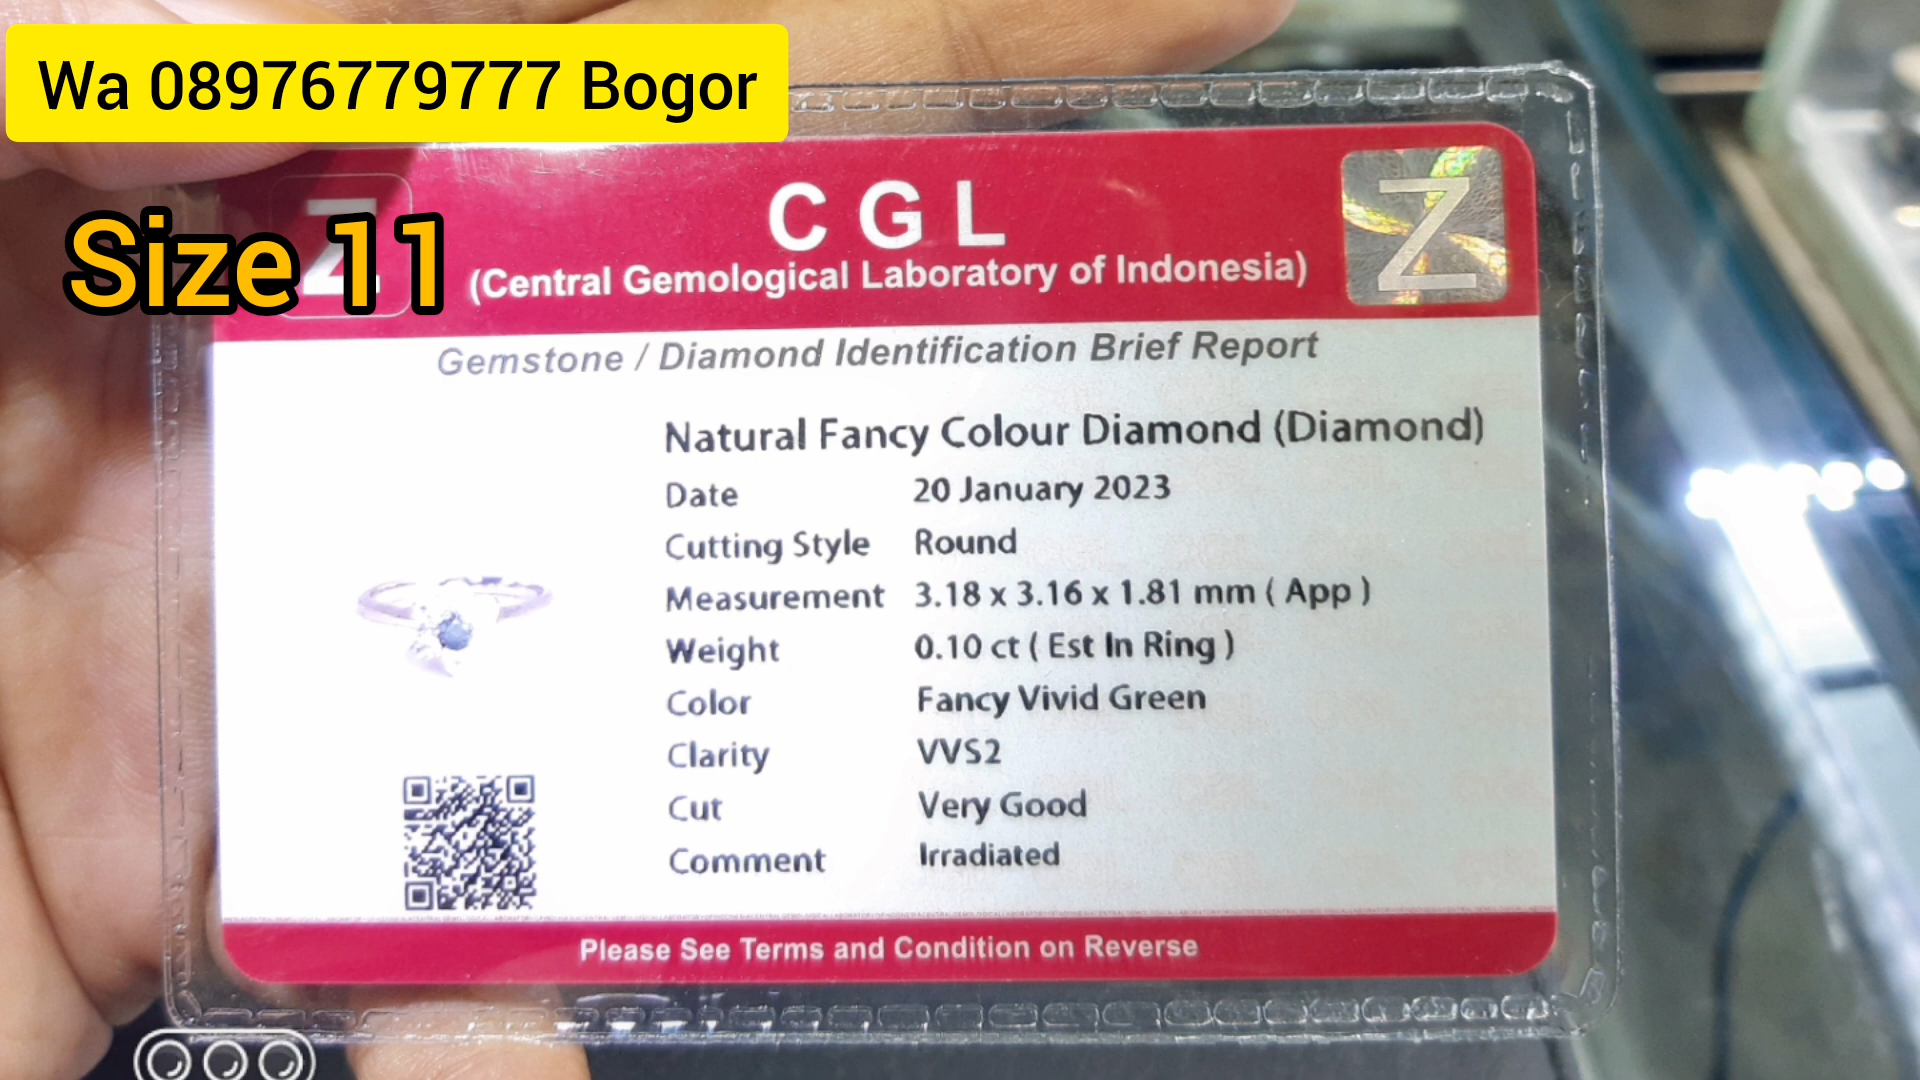 Wa 08976779777 Bogor
Size 11
Z
C G L
(Central Gemological Laboratory of Indonesia)
Z
Gemstone / Diamond Identification Brief Report
Natural Fancy Colour Diamond (Diamond)
Date 20 January 2023
Cutting Style Round
Measurement 3.18 x 3.16 x 1.81 mm ( App )
Weight 0.10 ct ( Est In Ring )
Color Fancy Vivid Green
Clarity VVS2
Cut Very Good
Comment Irradiated
Please See Terms and Condition on Reverse